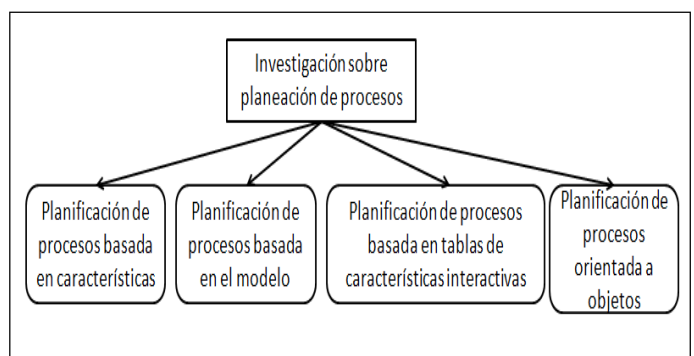 Investigación sobre
planeación de procesos
Planificación de
procesos basada
en características
Planificación de
procesos basada
en el modelo
Planificación de procesos
basada en tablas de
características interactivas
Planificación de
procesos
orientada a
objetos